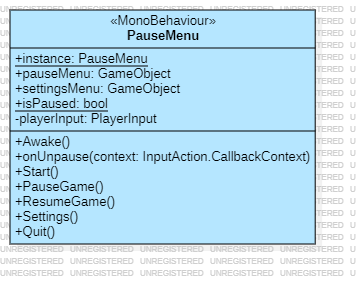 «MonoBehaviour»
PauseMenu
+instance: PauseMenu
+pauseMenu: GameObject
+settingsMenu: GameObject
+isPaused: bool
-playerInput: PlayerInput
+Awake()
+onUnpause(context: InputAction.CallbackContext)
+Start()
+PauseGame()
+ResumeGame()
+Settings()
+Quit()
UNREGISTERED UNREGISTERED UNREGISTERED UNREGISTERED UNREGISTERED
UNREGISTERED UNREGISTERED UNREGISTERED UNREGISTERED UNREGISTERED
UNREGISTERED UNREGISTERED UNREGISTERED UNREGISTERED UNREGISTERED